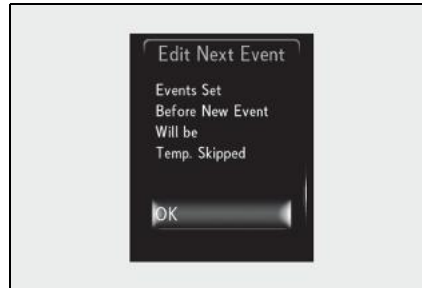 Edit Next Event
Events Set
Before New Event
Will be
Temp. Skipped
OK